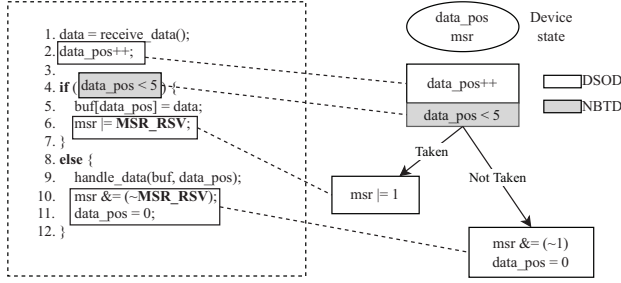 1. data = receive_data();
2. data_pos++;
3.
4. if ( data_pos < 5 ) {
5. buf[data_pos] = data;
6. msr |= MSR_RSV;
7. }
8. else {
9. handle_data(buf, data_pos);
10. msr &= (~MSR_RSV);
11. data_pos = 0;
12. }
data_pos
msr
Device
state
data_pos++
data_pos < 5
DSOD
NBTD
Taken
Not Taken
msr |= 1
msr &= (~1)
data_pos = 0